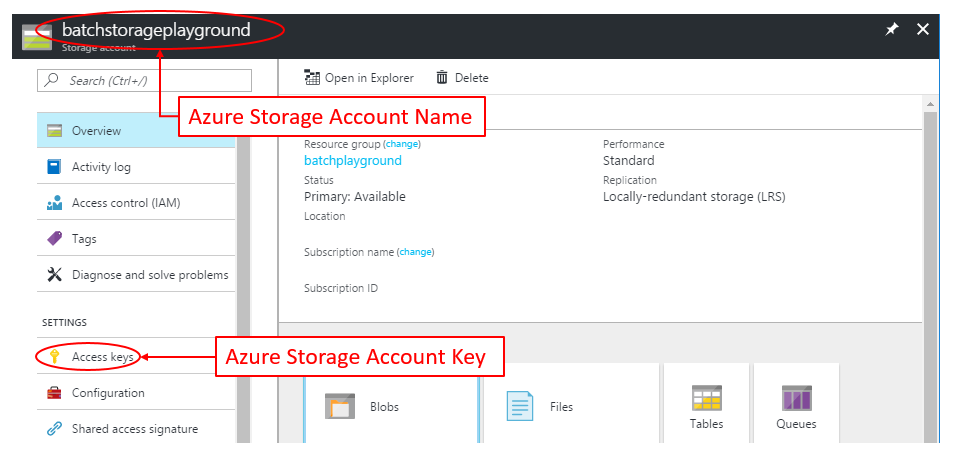 batchstorageplayground
Storage account
Search (Ctrl+/)
Open in Explorer
Delete
Azure Storage Account Name
Overview
Activity log
Access control (IAM)
Tags
Diagnose and solve problems
SETTINGS
Access keys
Configuration
Shared access signature
Resource group (change)
batchplayground
Status
Primary: Available
Location
Subscription name (change)
Subscription ID
Performance
Standard
Replication
Locally-redundant storage (LRS)
Azure Storage Account Key
Blobs
Files
Tables
Queues